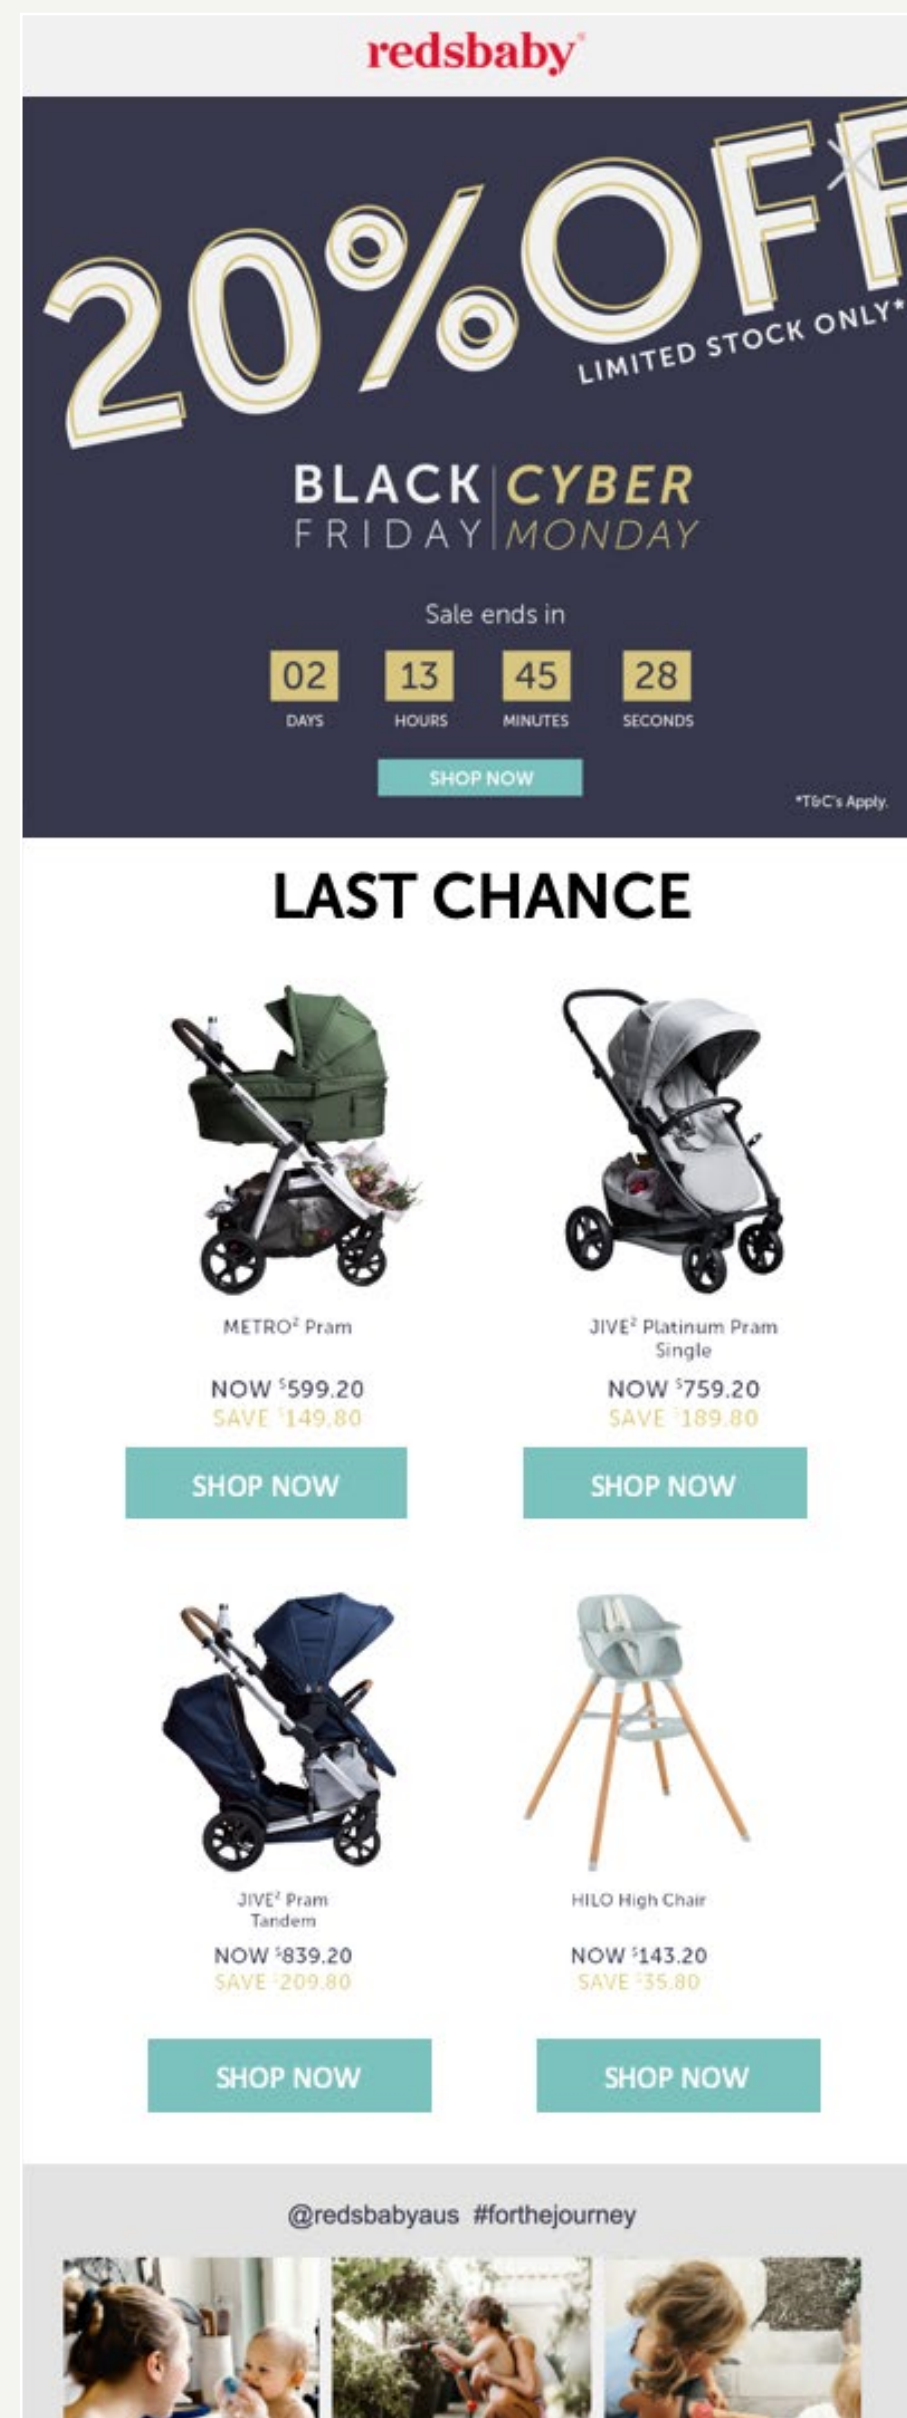 redsbaby
20%OFF
LIMITED STOCK ONLY*
BLACK CYBER
FRIDAY MONDAY
Sale ends in
02 13 45 28
DAYS HOURS MINUTES SECONDS
SHOP NOW
*T&C's Apply.
LAST CHANCE
METRO² Pram
NOW $599.20
SAVE $149.80
SHOP NOW
JIVE² Platinum Pram
Single
NOW $759.20
SAVE $189.80
SHOP NOW
JIVE² Pram
Tandem
NOW $839.20
SAVE $209.80
SHOP NOW
HILO High Chair
NOW $143.20
SAVE $35.80
SHOP NOW
@redsbabyaus #forthejourney